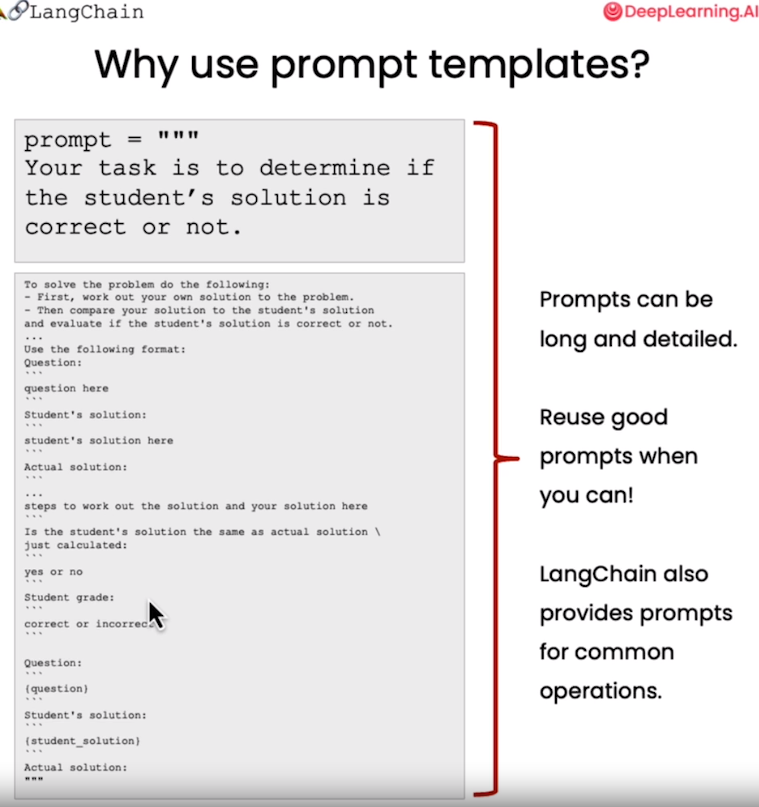 LangChain
DeepLearning.AI
Why use prompt templates?
prompt = """
Your task is to determine if
the student’s solution is
correct or not.
To solve the problem do the following:
- First, work out your own solution to the problem.
- Then compare your solution to the student's solution
and evaluate if the student's solution is correct or not.
...
Use the following format:
Question:
```
question here
```
Student's solution:
```
student's solution here
```
Actual solution:
```
...
steps to work out the solution and your solution here
```
Is the student's solution the same as actual solution \
just calculated:
```
yes or no
```
Student grade:
```
correct or incorrect
```
Question:
```
{question}
```
Student's solution:
```
{student_solution}
```
Actual solution:
"""
Prompts can be
long and detailed.
Reuse good
prompts when
you can!
LangChain also
provides prompts
for common
operations.